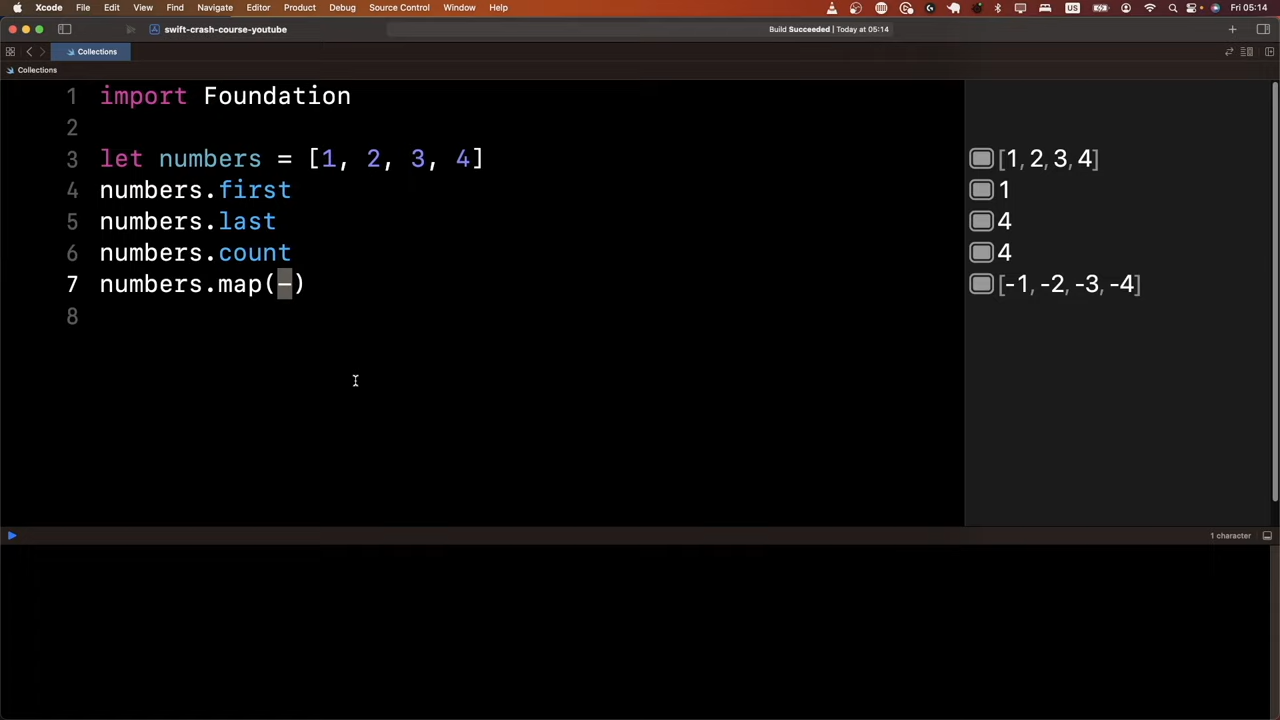 Xcode File Edit View Find Navigate Editor Product Debug Source Control Window Help US Fri 05:14
swift-crash-course-youtube Build Succeeded | Today at 05:14
Collections
Collections
1 import Foundation
2
3 let numbers = [1, 2, 3, 4] [1, 2, 3, 4]
4 numbers.first 1
5 numbers.last 4
6 numbers.count 4
7 numbers.map(-) [-1, -2, -3, -4]
8
1 character